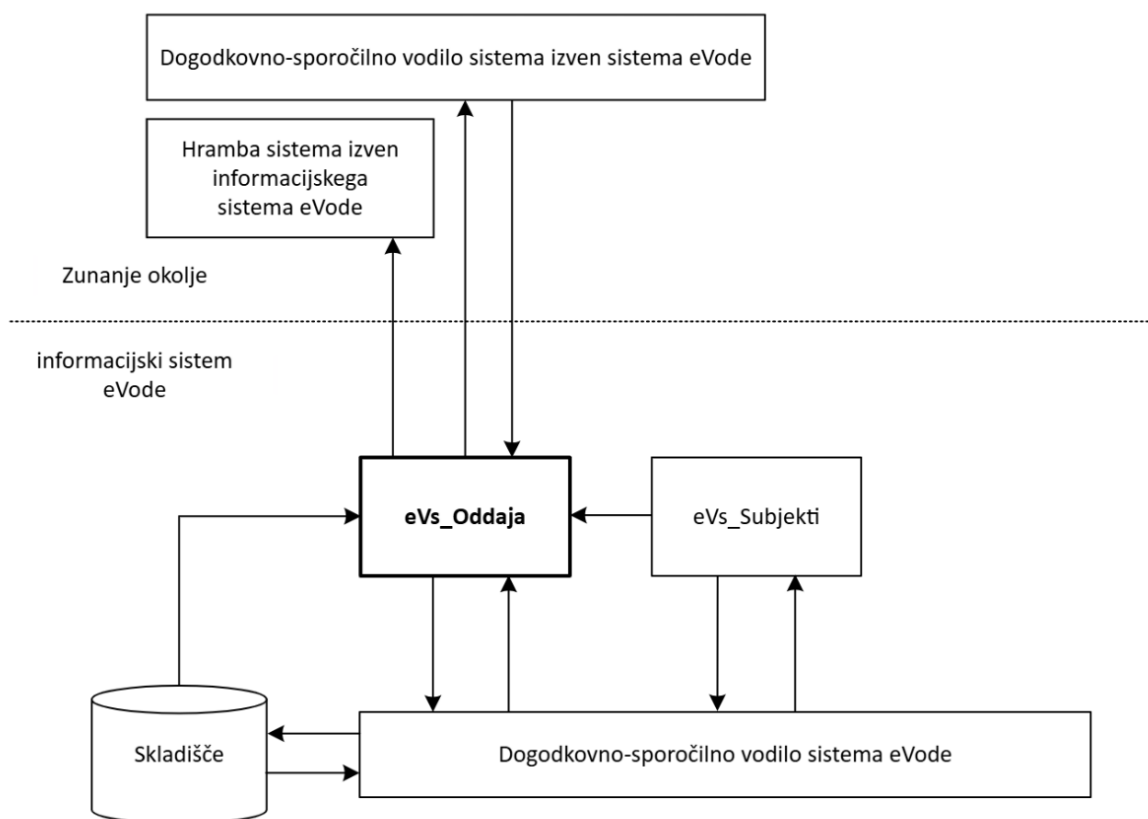 Dogodkovno-sporočilno vodilo sistema izven sistema eVode
Hramba sistema izven
informacijskega
sistema eVode
Zunanje okolje
informacijski sistem
eVode
eVs_Oddaja
eVs_Subjekti
Skladišče
Dogodkovno-sporočilno vodilo sistema eVode